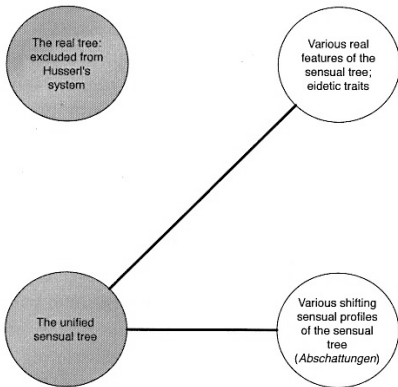 The real tree:
excluded from
Husserl's
system
Various real
features of the
sensual tree;
eidetic traits
The unified
sensual tree
Various shifting
sensual profiles
of the sensual
tree
(Abschattungen)